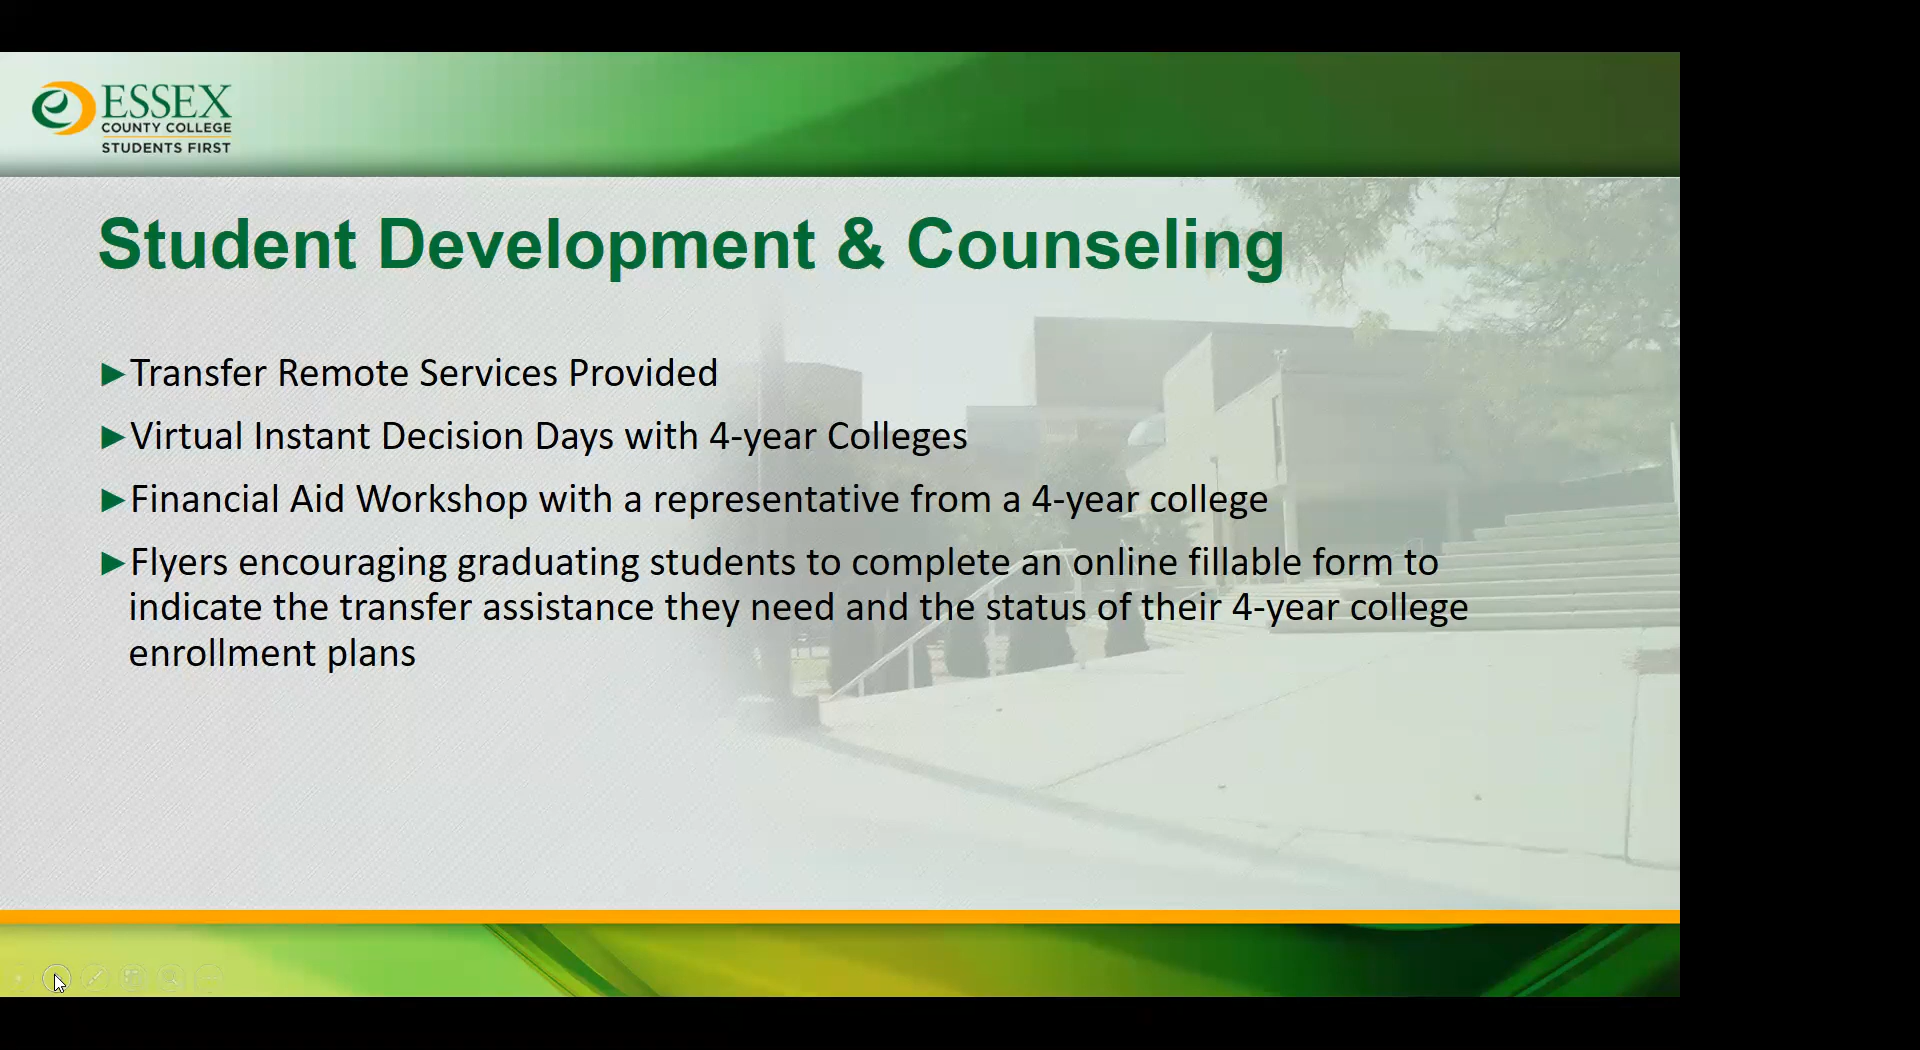 ESSEX
COUNTY COLLEGE
STUDENTS FIRST
Student Development & Counseling
►Transfer Remote Services Provided
►Virtual Instant Decision Days with 4-year Colleges
►Financial Aid Workshop with a representative from a 4-year college
►Flyers encouraging graduating students to complete an online fillable form to
indicate the transfer assistance they need and the status of their 4-year college
enrollment plans